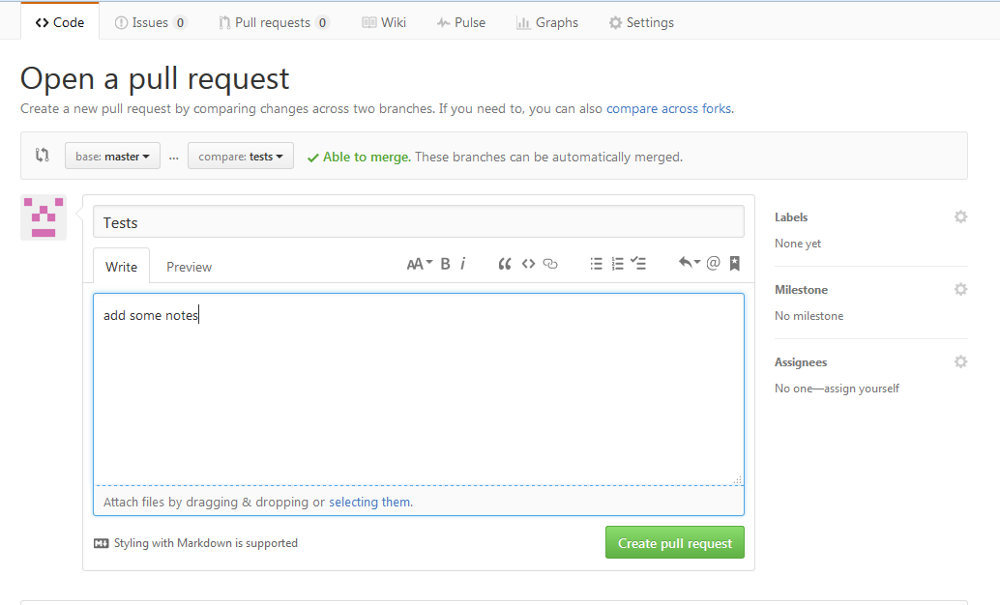 Code Issues 0 Pull requests 0 Wiki Pulse Graphs Settings
Open a pull request
Create a new pull request by comparing changes across two branches. If you need to, you can also compare across forks.
base: master ... compare: tests Able to merge. These branches can be automatically merged.
Tests
Write Preview AA B i
add some notes
Attach files by dragging & dropping or selecting them.
Styling with Markdown is supported
Create pull request
Labels
None yet
Milestone
No milestone
Assignees
No one—assign yourself